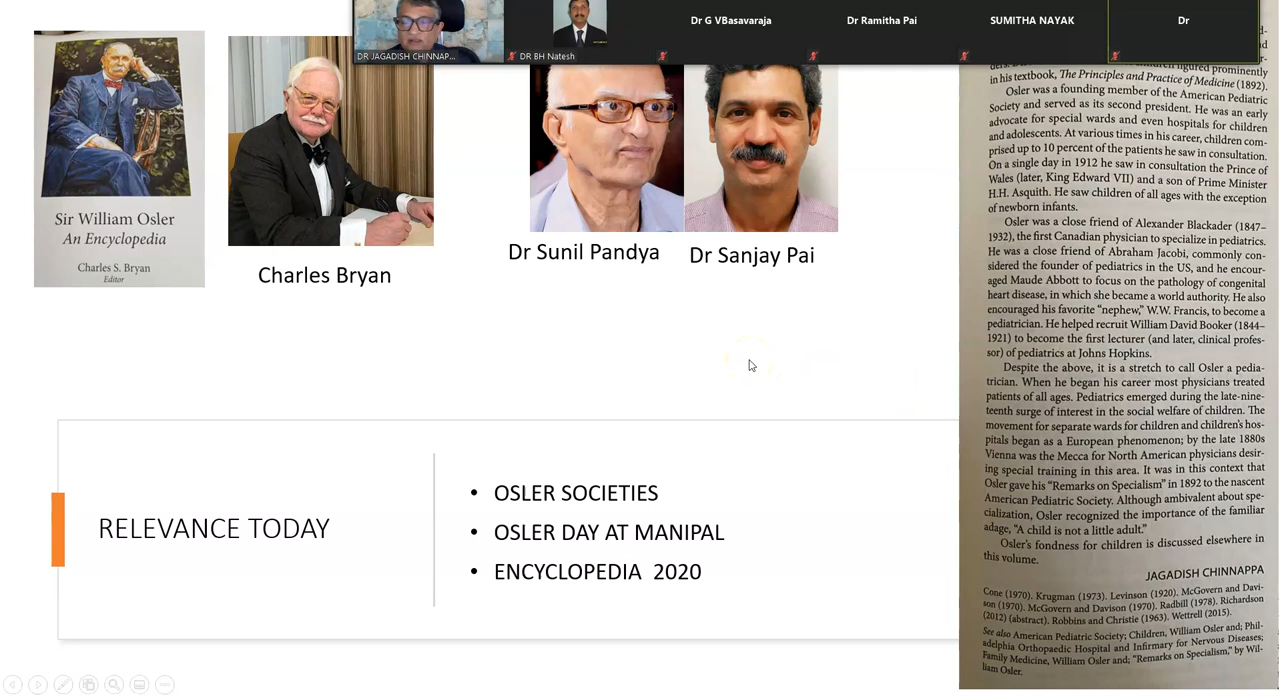 DR JAGADISH CHINNAP...
DR BH Natesh
Dr G VBasavaraja
Dr Ramitha Pai
SUMITHA NAYAK
Dr
Sir William Osler
An Encyclopedia
Charles S. Bryan
Editor
Charles Bryan
Dr Sunil Pandya
Dr Sanjay Pai
RELEVANCE TODAY
• OSLER SOCIETIES
• OSLER DAY AT MANIPAL
• ENCYCLOPEDIA 2020
figured prominently
in his textbook, The Principles and Practice of Medicine (1892).
Osler was a founding member of the American Pediatric
Society and served as its second president. He was an early
advocate for special wards and even hospitals for children
and adolescents. At various times in his career, children com-
prised up to 10 percent of the patients he saw in consultation.
On a single day in 1912 he saw in consultation the Prince of
Wales (later, King Edward VII) and a son of Prime Minister
H.H. Asquith. He saw children of all ages with the exception
of newborn infants.
Osler was a close friend of Alexander Blackader (1847–
1932), the first Canadian physician to specialize in pediatrics.
He was a close friend of Abraham Jacobi, commonly con-
sidered the founder of pediatrics in the US, and he encour-
aged Maude Abbott to focus on the pathology of congenital
heart disease, in which she became a world authority. He also
encouraged his favorite “nephew,” W.W. Francis, to become a
pediatrician. He helped recruit William David Booker (1844–
1921) to become the first lecturer (and later, clinical profes-
sor) of pediatrics at Johns Hopkins.
Despite the above, it is a stretch to call Osler a pedia-
trician. When he began his career most physicians treated
patients of all ages. Pediatrics emerged during the late-nine-
teenth surge of interest in the social welfare of children. The
movement for separate wards for children and children’s hos-
pitals began as a European phenomenon; by the late 1880s
Vienna was the Mecca for North American physicians desir-
ing special training in this area. It was in this context that
Osler gave his “Remarks on Specialism” in 1892 to the nascent
American Pediatric Society. Although ambivalent about spe-
cialization, Osler recognized the importance of the familiar
adage, “A child is not a little adult.”
Osler’s fondness for children is discussed elsewhere in
this volume.
JAGADISH CHINNAPPA
Cone (1970). Krugman (1973). Levinson (1920). McGovern and Davi-
son (1970). McGovern and Davison (1970). Radbill (1978). Richardson
(2012) (abstract). Robbins and Christie (1963). Wettrell (2015).
See also American Pediatric Society; Children, William Osler and; Phil-
adelphia Orthopaedic Hospital and Infirmary for Nervous Diseases;
Family Medicine, William Osler and; “Remarks on Specialism,” by Wil-
liam Osler.